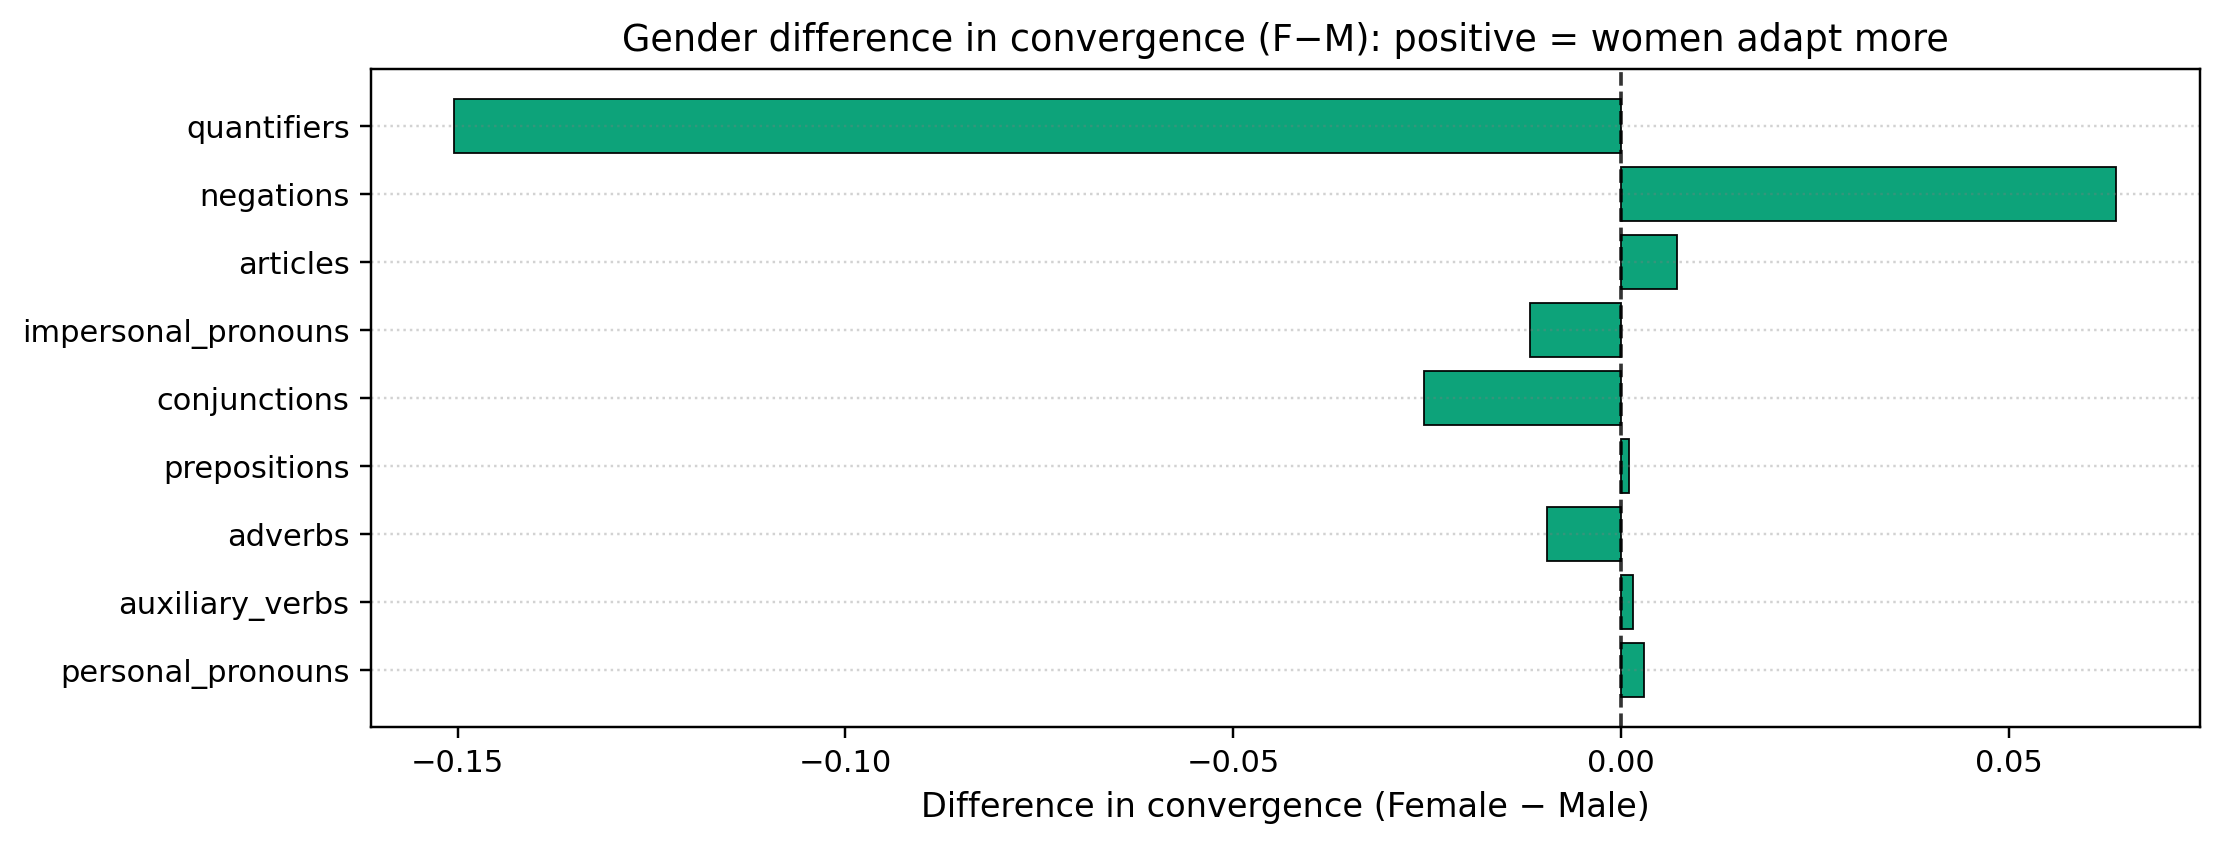 Gender difference in convergence (F−M): positive = women adapt more
quantifiers
negations
articles
impersonal_pronouns
conjunctions
prepositions
adverbs
auxiliary_verbs
personal_pronouns
−0.15 −0.10 −0.05 0.00 0.05
Difference in convergence (Female − Male)